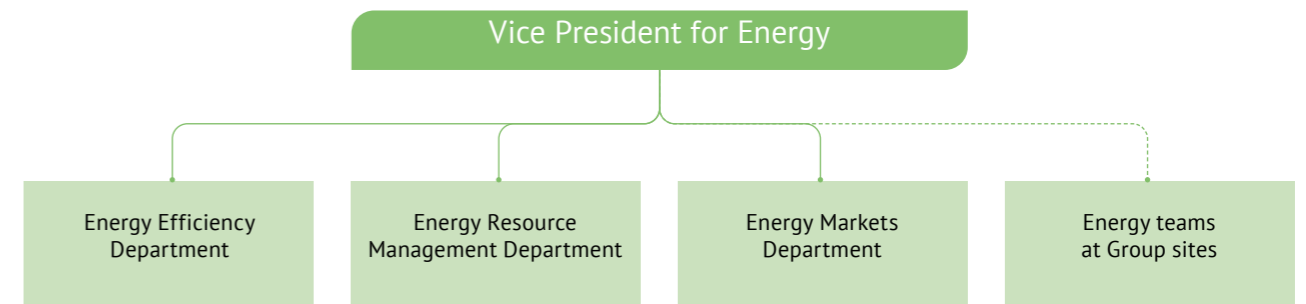 Vice President for Energy
Energy Efficiency
Department
Energy Resource
Management Department
Energy Markets
Department
Energy teams
at Group sites